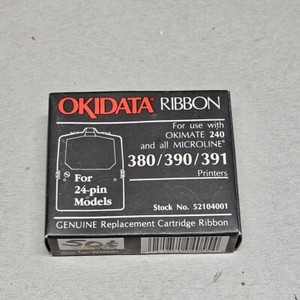 OKIDATA® RIBBON
For use with
OKIMATE 240
and all MICROLINE®
380/390/391
Printers
For
24-pin
Models
Stock No. 52104001
GENUINE Replacement Cartridge Ribbon